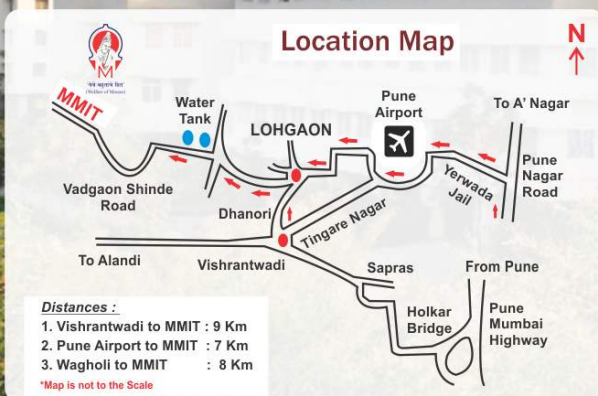 Location Map
N
M
(Welfare of Masses)
MMIT
Water
Tank
Pune
Airport
To A' Nagar
LOHGAON
Pune
Nagar
Road
Yerwada
Jail
Vadgaon Shinde
Road
Dhanori
Tingare Nagar
To Alandi
Vishrantwadi
Sapras
From Pune
Holkar
Bridge
Pune
Mumbai
Highway
Distances :
1. Vishrantwadi to MMIT : 9 Km
2. Pune Airport to MMIT : 7 Km
3. Wagholi to MMIT : 8 Km
*Map is not to the Scale